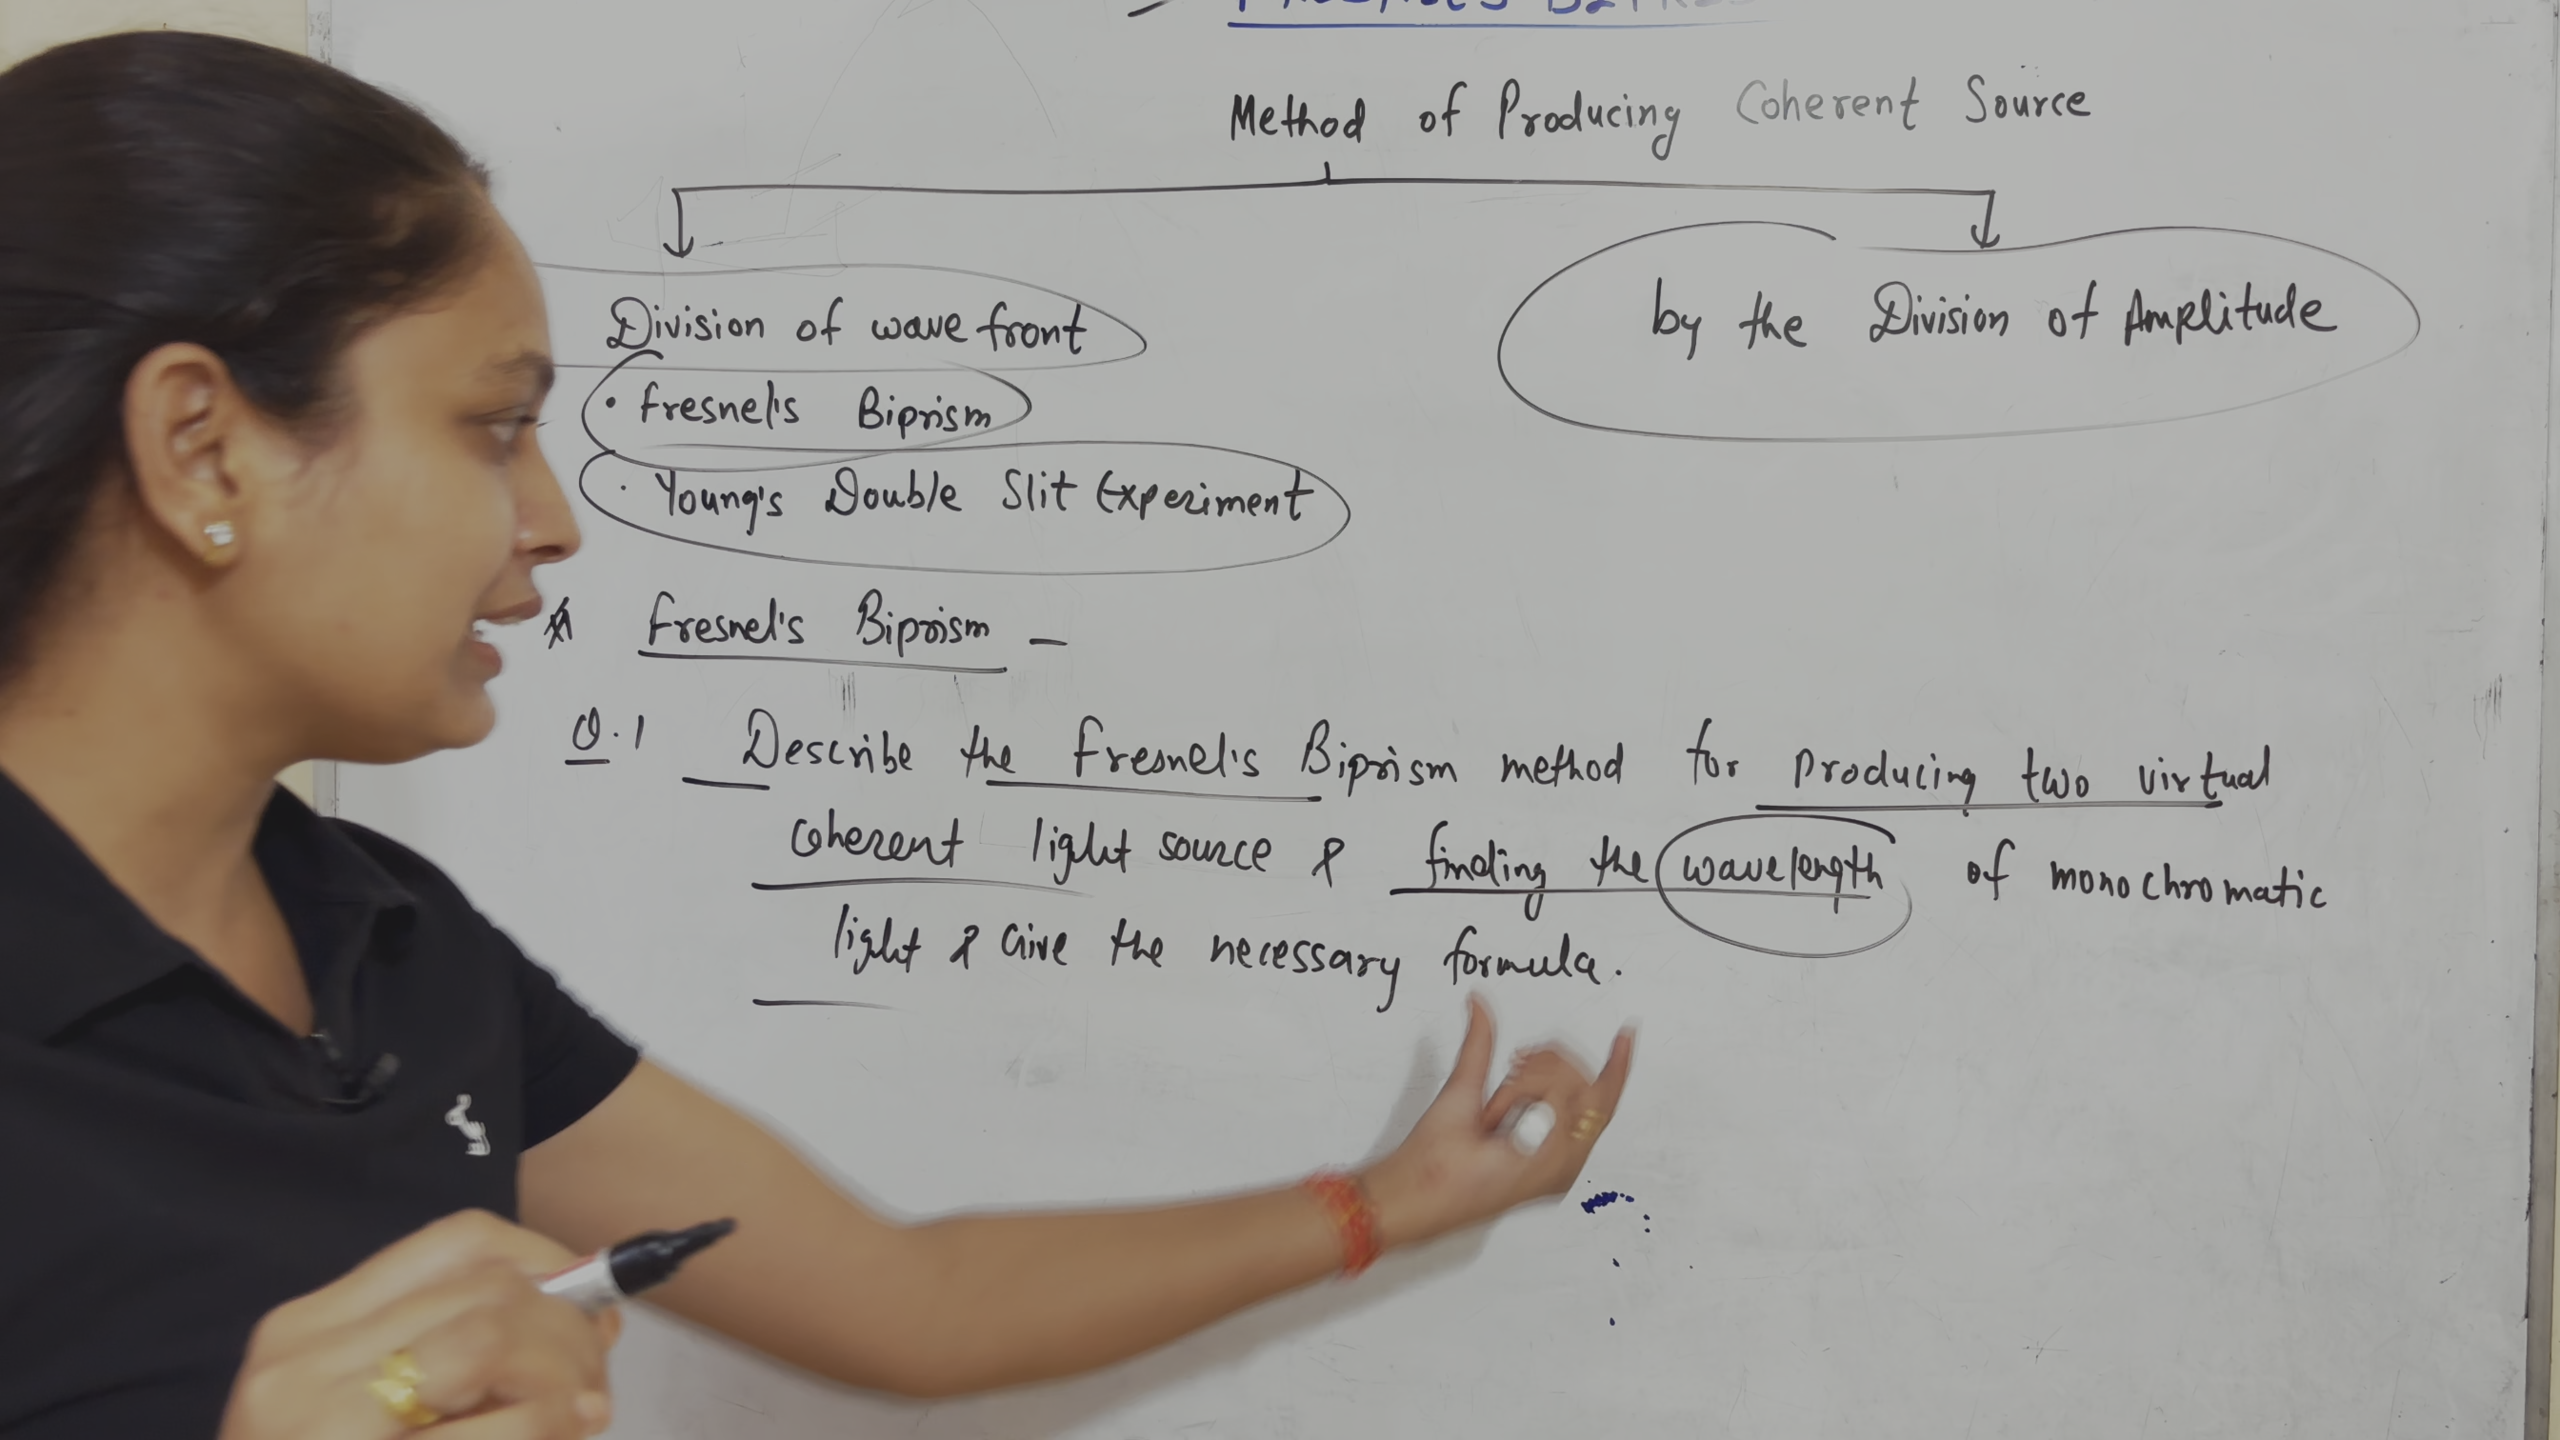 Method of Producing Coherent Source
Division of wave front
by the Division of Amplitude
• Fresnel's Biprism
· Young's Double Slit Experiment
* Fresnel's Biprism —
Q.1 Describe the Fresnel's Biprism method for producing two virtual
coherent light source & finding the wavelength of monochromatic
light & Give the necessary formula.